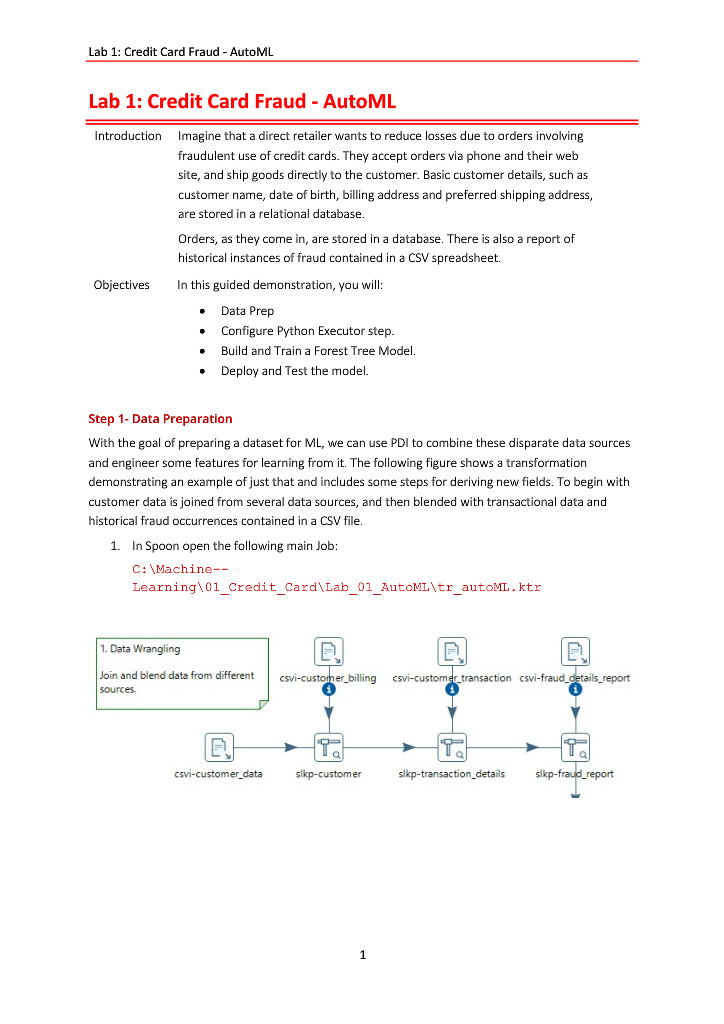 Lab 1: Credit Card Fraud - AutoML
Lab 1: Credit Card Fraud - AutoML
Introduction
Imagine that a direct retailer wants to reduce losses due to orders involving
fraudulent use of credit cards. They accept orders via phone and their web
site, and ship goods directly to the customer. Basic customer details, such as
customer name, date of birth, billing address and preferred shipping address,
are stored in a relational database.
Orders, as they come in, are stored in a database. There is also a report of
historical instances of fraud contained in a CSV spreadsheet.
Objectives
In this guided demonstration, you will:
• Data Prep
• Configure Python Executor step.
• Build and Train a Forest Tree Model.
• Deploy and Test the model.
Step 1- Data Preparation
With the goal of preparing a dataset for ML, we can use PDI to combine these disparate data sources
and engineer some features for learning from it. The following figure shows a transformation
demonstrating an example of just that and includes some steps for deriving new fields. To begin with
customer data is joined from several data sources, and then blended with transactional data and
historical fraud occurrences contained in a CSV file.
1. In Spoon open the following main Job:
C:\Machine--
Learning\01_Credit_Card\Lab_01_AutoML\tr_autoML.ktr
1. Data Wrangling
Join and blend data from different
sources.
csvi-customer_billing
csvi-customer_transaction
csvi-fraud_details_report
csvi-customer_data
slkp-customer
slkp-transaction_details
slkp-fraud_report
1